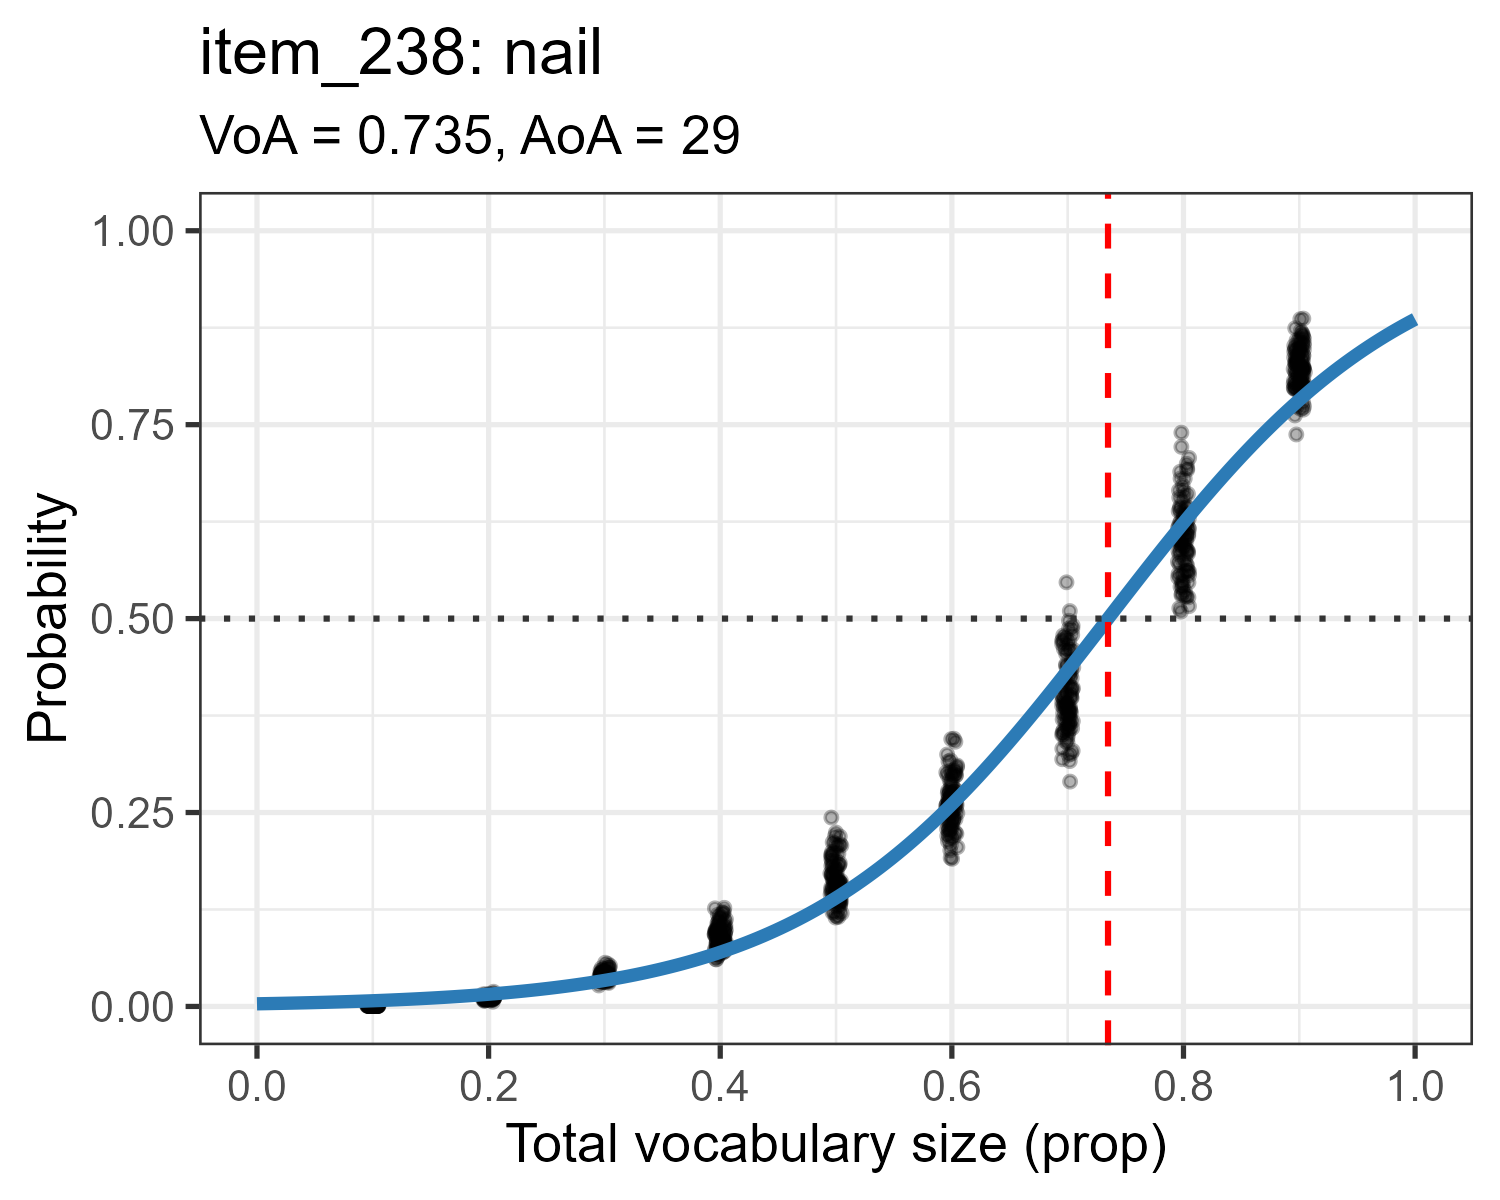 item_238: nail
VoA = 0.735, AoA = 29
1.00
0.75
0.50
0.25
0.00
Probability
0.0 0.2 0.4 0.6 0.8 1.0
Total vocabulary size (prop)